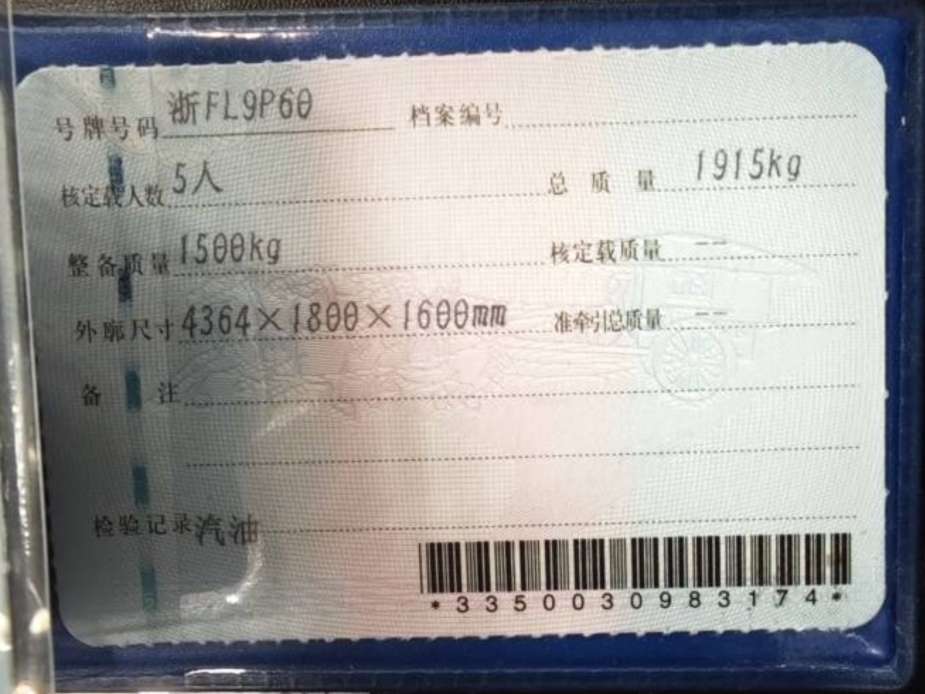 号牌号码 浙FL9P60 档案编号
核定载人数 5人 总质量 1915kg
整备质量 1500kg 核定载质量 --
外廓尺寸 4364×1800×1600mm 准牵引总质量 --
备注
检验记录 汽油
*3350030983174*